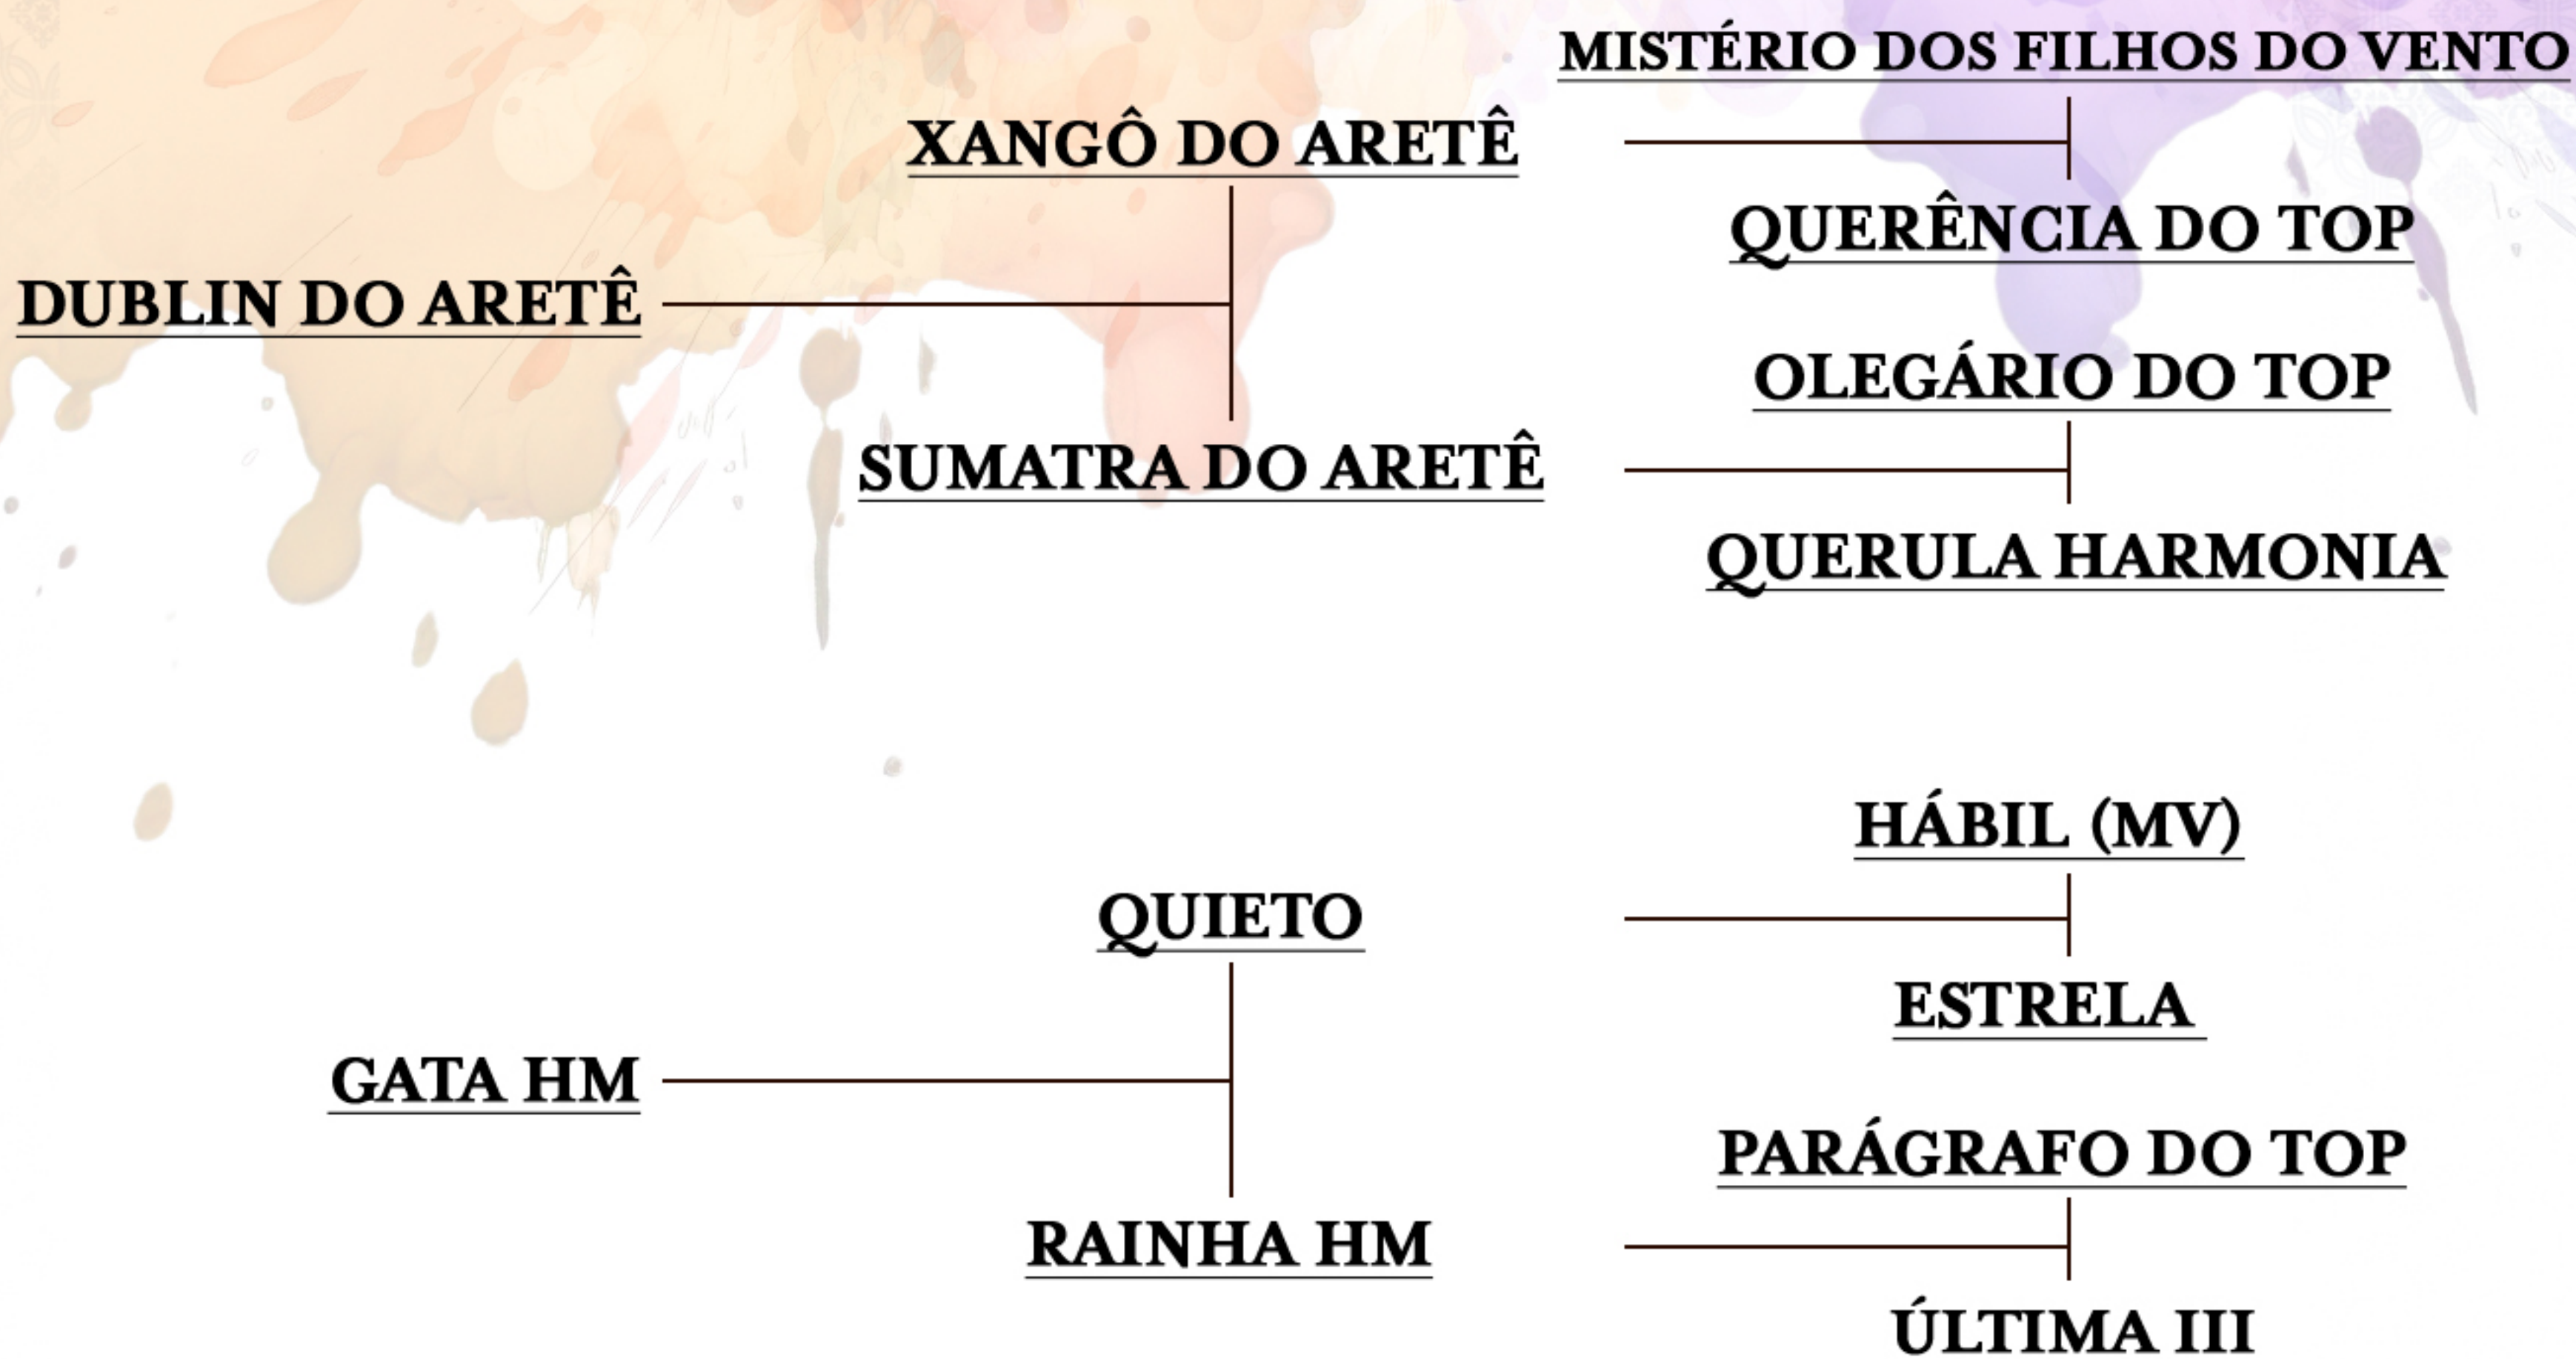 MISTÉRIO DOS FILHOS DO VENTO
XANGÔ DO ARETÊ
QUERÊNCIA DO TOP
DUBLIN DO ARETÊ
OLEGÁRIO DO TOP
SUMATRA DO ARETÊ
QUERULA HARMONIA
HÁBIL (MV)
QUIETO
ESTRELA
GATA HM
PARÁGRAFO DO TOP
RAINHA HM
ÚLTIMA III